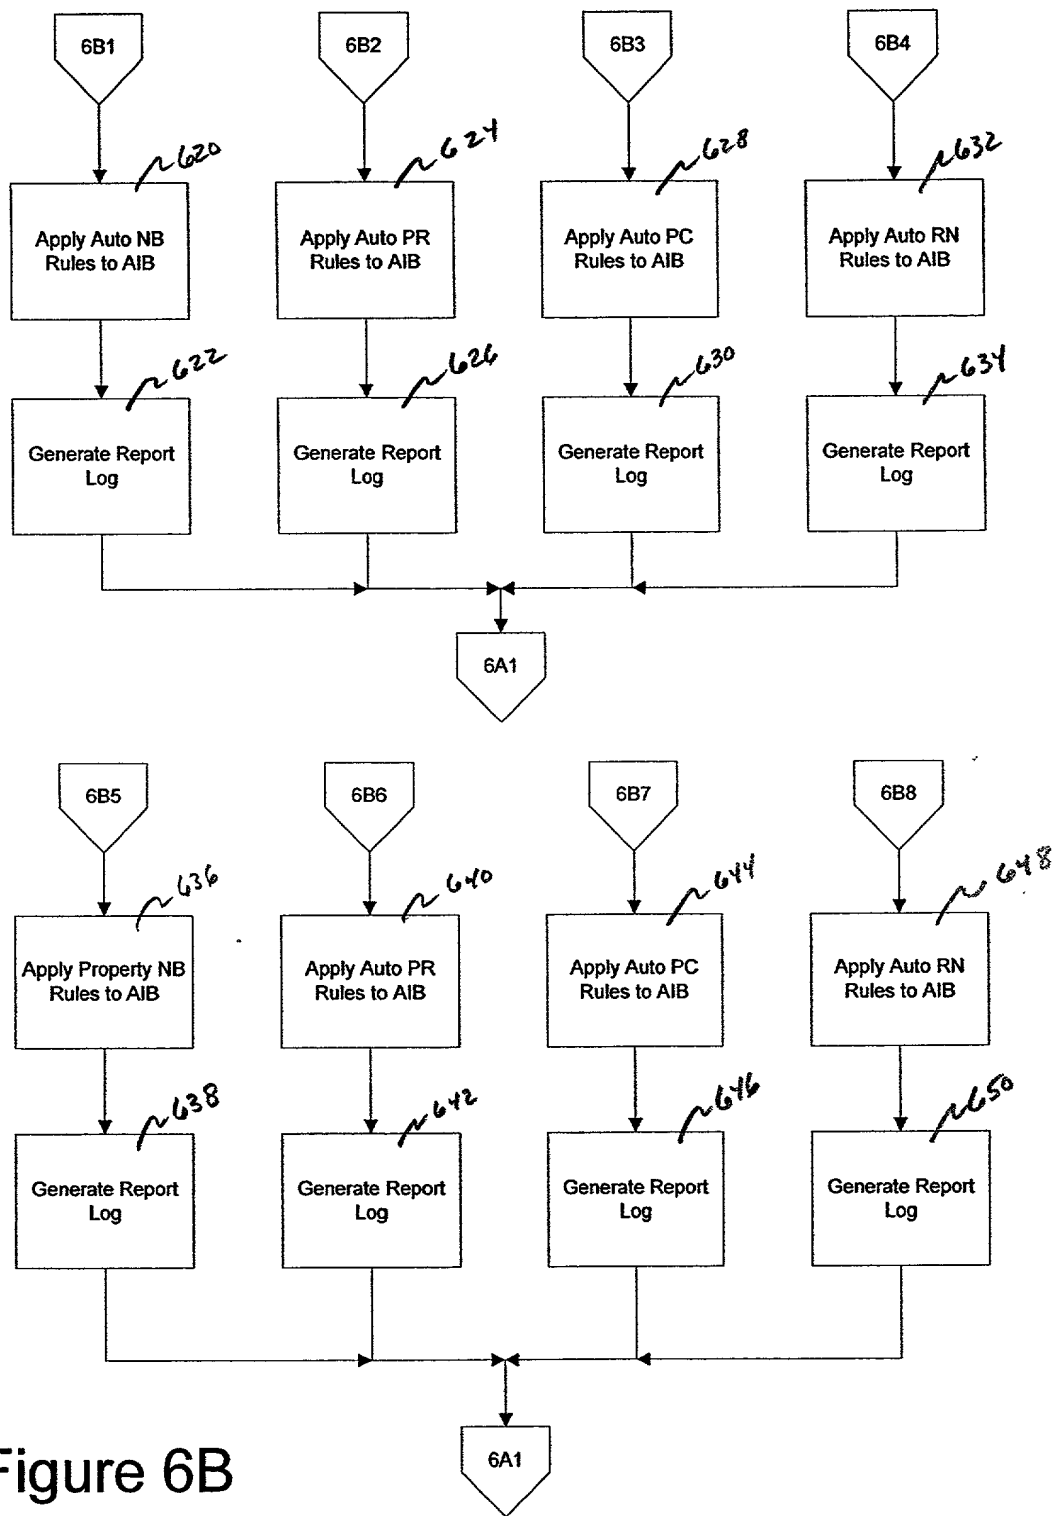 6B1
6B2
6B3
6B4
620
624
628
632
Apply Auto NB
Rules to AIB
Apply Auto PR
Rules to AIB
Apply Auto PC
Rules to AIB
Apply Auto RN
Rules to AIB
622
626
630
634
Generate Report
Log
Generate Report
Log
Generate Report
Log
Generate Report
Log
6A1
6B5
6B6
6B7
6B8
636
640
644
648
Apply Property NB
Rules to AIB
Apply Auto PR
Rules to AIB
Apply Auto PC
Rules to AIB
Apply Auto RN
Rules to AIB
638
642
646
650
Generate Report
Log
Generate Report
Log
Generate Report
Log
Generate Report
Log
6A1
Figure 6B